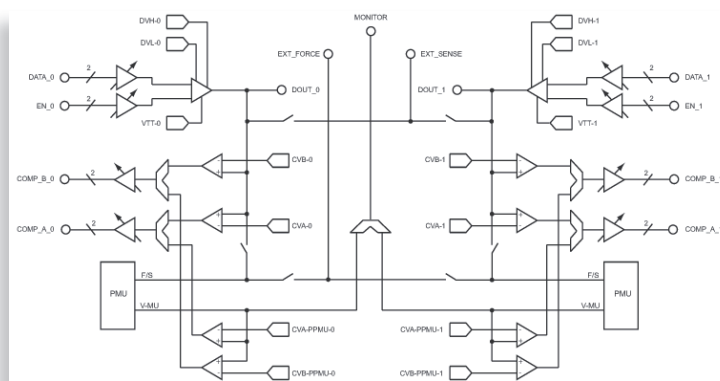 MONITOR
DVH-0
DVH-1
DVL-0
DVL-1
EXT_FORCE
EXT_SENSE
DATA_0
2
2
DATA_1
DOUT_0
DOUT_1
EN_0
2
2
EN_1
VTT-0
VTT-1
CVB-0
CVB-1
COMP_B_0
2
2
COMP_B_1
CVA-0
CVA-1
COMP_A_0
2
2
COMP_A_1
PMU
F/S
F/S
PMU
V-MU
V-MU
CVA-PPMU-0
CVA-PPMU-1
CVB-PPMU-0
CVB-PPMU-1